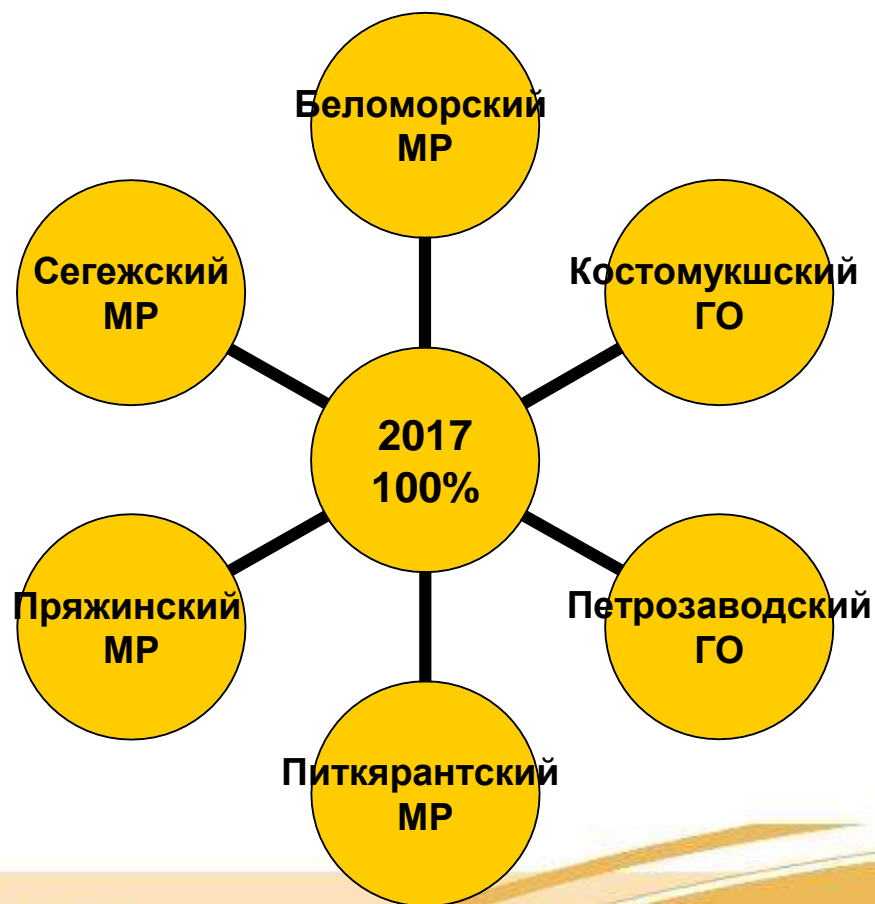 Беломорский
МР
Сегежский
МР
Костомукшский
ГО
2017
100%
Пряжинский
МР
Петрозаводский
ГО
Питкярантский
МР